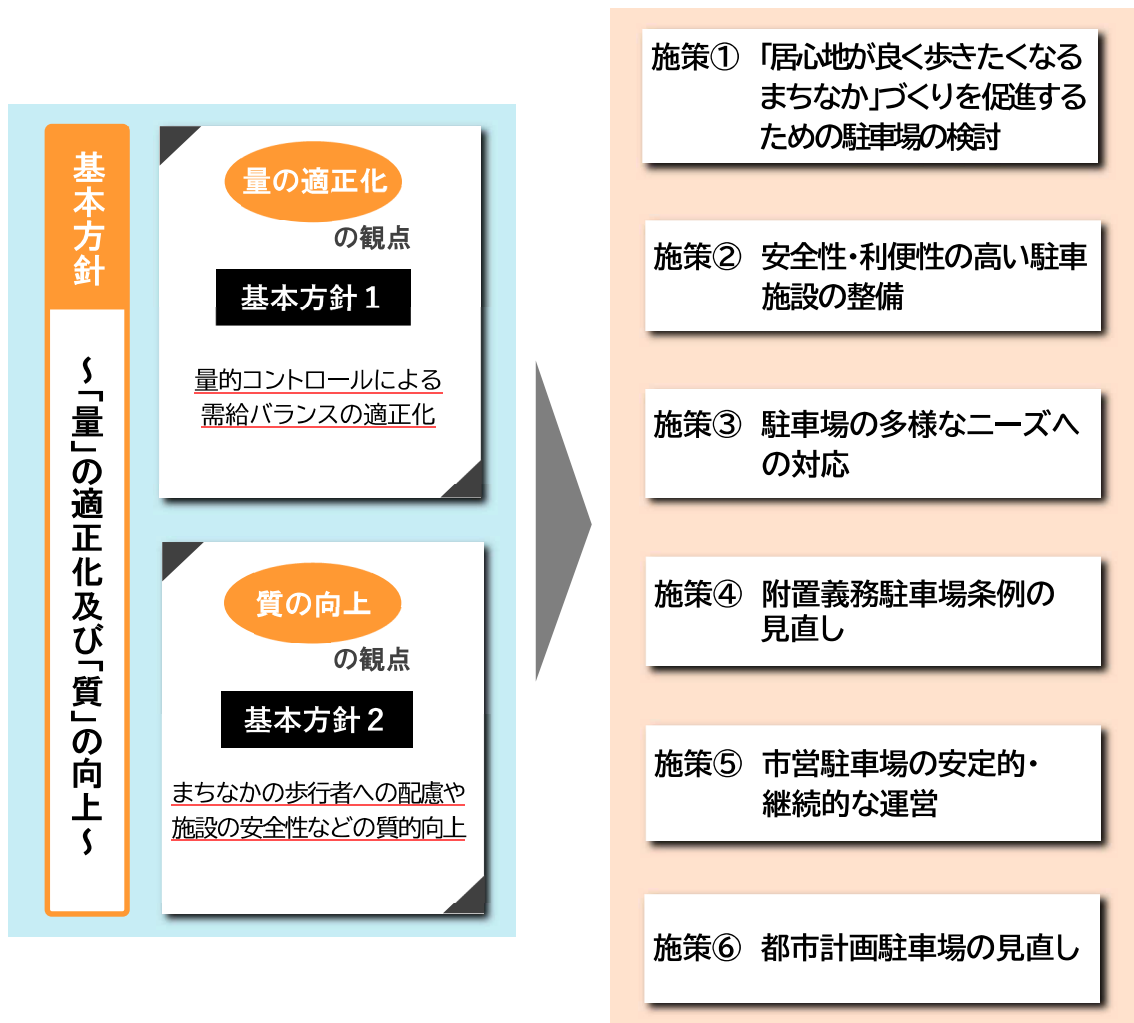 基本方針
~「量」の適正化及び「質」の向上~
量の適正化
の観点
基本方針1
量的コントロールによる
需給バランスの適正化
質の向上
の観点
基本方針2
まちなかの歩行者への配慮や
施設の安全性などの質的向上
施策① 「居心地が良く歩きたくなる
まちなか」づくりを促進する
ための駐車場の検討
施策② 安全性・利便性の高い駐車
施設の整備
施策③ 駐車場の多様なニーズへ
の対応
施策④ 附置義務駐車場条例の
見直し
施策⑤ 市営駐車場の安定的・
継続的な運営
施策⑥ 都市計画駐車場の見直し